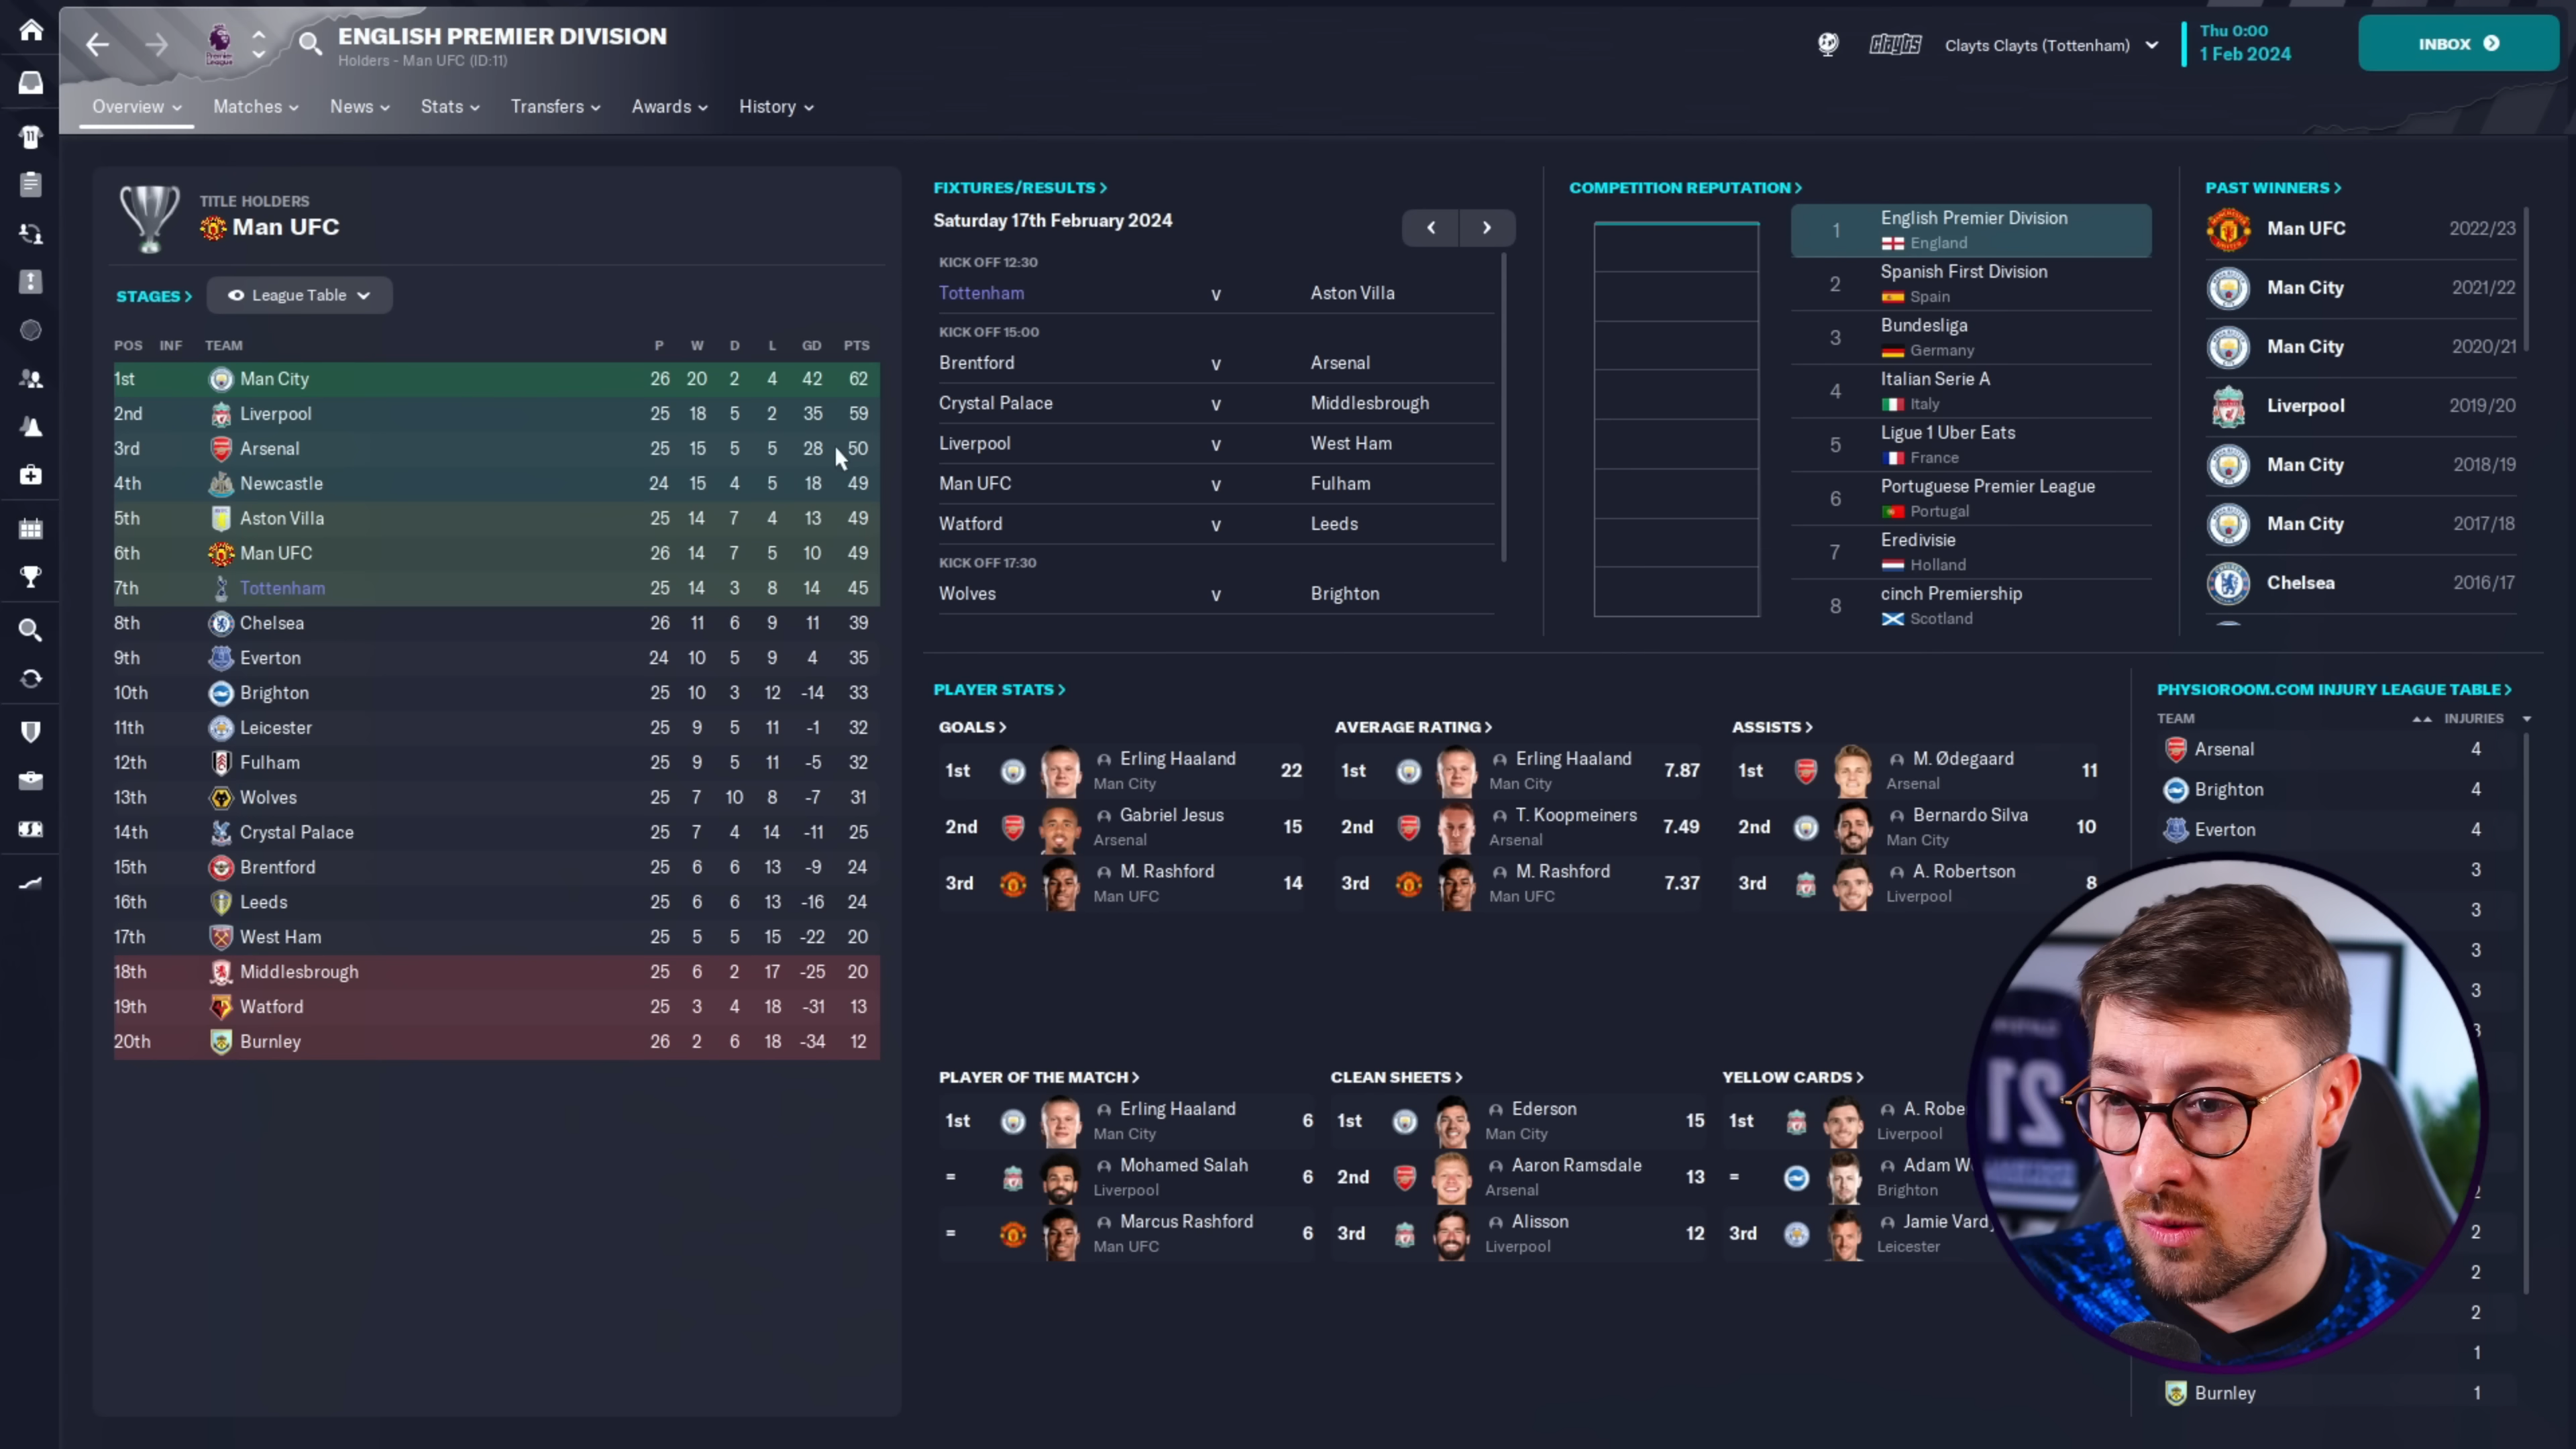 ENGLISH PREMIER DIVISION
Holders - Man UFC (ID:11)
clayts
Clayts Clayts (Tottenham)
Thu 0:00
1 Feb 2024
INBOX
Overview Matches News Stats Transfers Awards History
TITLE HOLDERS
Man UFC
STAGES League Table
POS INF TEAM P W D L GD PTS
1st Man City 26 20 2 4 42 62
2nd Liverpool 25 18 5 2 35 59
3rd Arsenal 25 15 5 5 28 50
4th Newcastle 24 15 4 5 18 49
5th Aston Villa 25 14 7 4 13 49
6th Man UFC 26 14 7 5 10 49
7th Tottenham 25 14 3 8 14 45
8th Chelsea 26 11 6 9 11 39
9th Everton 24 10 5 9 4 35
10th Brighton 25 10 3 12 -14 33
11th Leicester 25 9 5 11 -1 32
12th Fulham 25 9 5 11 -5 32
13th Wolves 25 7 10 8 -7 31
14th Crystal Palace 25 7 4 14 -11 25
15th Brentford 25 6 6 13 -9 24
16th Leeds 25 6 6 13 -16 24
17th West Ham 25 5 5 15 -22 20
18th Middlesbrough 25 6 2 17 -25 20
19th Watford 25 3 4 18 -31 13
20th Burnley 26 2 6 18 -34 12
FIXTURES/RESULTS
Saturday 17th February 2024
KICK OFF 12:30
Tottenham v Aston Villa
KICK OFF 15:00
Brentford v Arsenal
Crystal Palace v Middlesbrough
Liverpool v West Ham
Man UFC v Fulham
Watford v Leeds
KICK OFF 17:30
Wolves v Brighton
COMPETITION REPUTATION
1 English Premier Division
England
2 Spanish First Division
Spain
3 Bundesliga
Germany
4 Italian Serie A
Italy
5 Ligue 1 Uber Eats
France
6 Portuguese Premier League
Portugal
7 Eredivisie
Holland
8 cinch Premiership
Scotland
PAST WINNERS
Man UFC 2022/23
Man City 2021/22
Man City 2020/21
Liverpool 2019/20
Man City 2018/19
Man City 2017/18
Chelsea 2016/17
PLAYER STATS
GOALS
1st Erling Haaland 22
Man City
2nd Gabriel Jesus 15
Arsenal
3rd M. Rashford 14
Man UFC
AVERAGE RATING
1st Erling Haaland 7.87
Man City
2nd T. Koopmeiners 7.49
Arsenal
3rd M. Rashford 7.37
Man UFC
ASSISTS
1st M. Ødegaard 11
Arsenal
2nd Bernardo Silva 10
Man City
3rd A. Robertson 8
Liverpool
PLAYER OF THE MATCH
1st Erling Haaland 6
Man City
= Mohamed Salah 6
Liverpool
= Marcus Rashford 6
Man UFC
CLEAN SHEETS
1st Ederson 15
Man City
2nd Aaron Ramsdale 13
Arsenal
3rd Alisson 12
Liverpool
YELLOW CARDS
1st A. Robe
Liverpool
= Adam W
Brighton
3rd Jamie Vardy
Leicester
PHYSIOROOM.COM INJURY LEAGUE TABLE
TEAM INJURIES
Arsenal 4
Brighton 4
Everton 4
3
3
3
3
3
2
2
2
2
1
Burnley 1
21